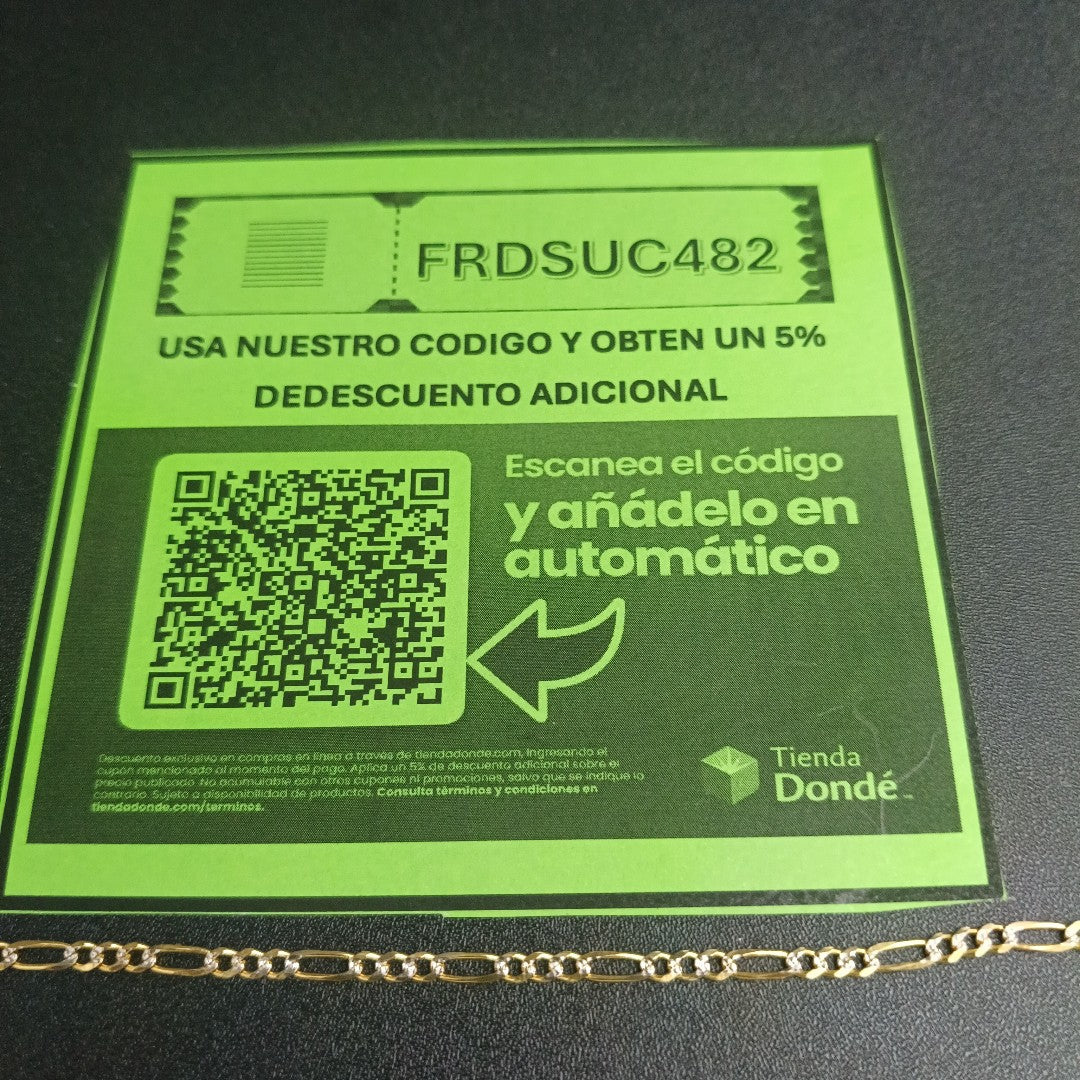 FRDSUC482
USA NUESTRO CODIGO Y OBTEN UN 5%
DEDESCUENTO ADICIONAL
Escanea el código
y añádelo en
automático
Descuento exclusivo en compras en línea a través de tiendadonde.com, ingresando el
cupón mencionado al momento del pago. Aplica un 5% de descuento adicional sobre el
precio publicado. No acumulable con otros cupones ni promociones, salvo que se indique lo
contrario. Sujeto a disponibilidad de productos. Consulta términos y condiciones en
tiendadonde.com/terminos.
Tienda
Dondé